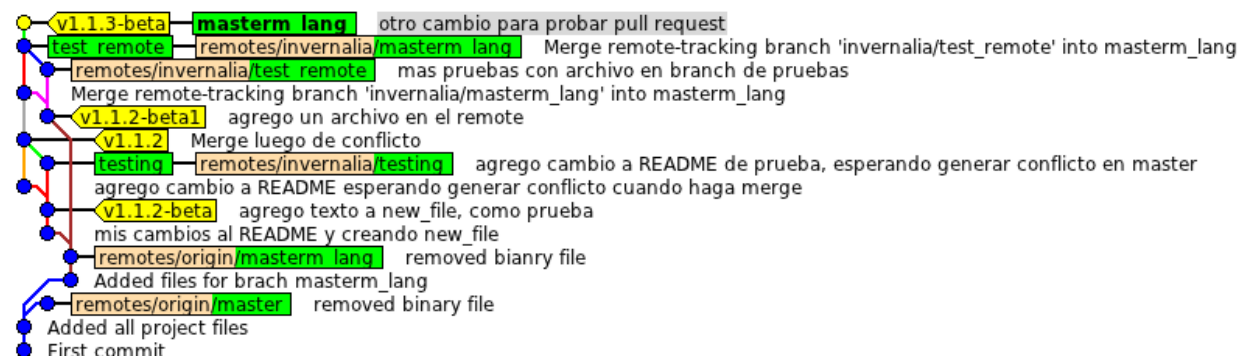 v1.1.3-beta masterm_lang otro cambio para probar pull request
test_remote remotes/invernalia/masterm_lang Merge remote-tracking branch 'invernalia/test_remote' into masterm_lang
remotes/invernalia/test_remote mas pruebas con archivo en branch de pruebas
Merge remote-tracking branch 'invernalia/masterm_lang' into masterm_lang
v1.1.2-beta1 agrego un archivo en el remote
v1.1.2 Merge luego de conflicto
testing remotes/invernalia/testing agrego cambio a README de prueba, esperando generar conflicto en master
agrego cambio a README esperando generar conflicto cuando haga merge
v1.1.2-beta agrego texto a new_file, como prueba
mis cambios al README y creando new_file
remotes/origin/masterm_lang removed bianry file
Added files for brach masterm_lang
remotes/origin/master removed binary file
Added all project files
First commit